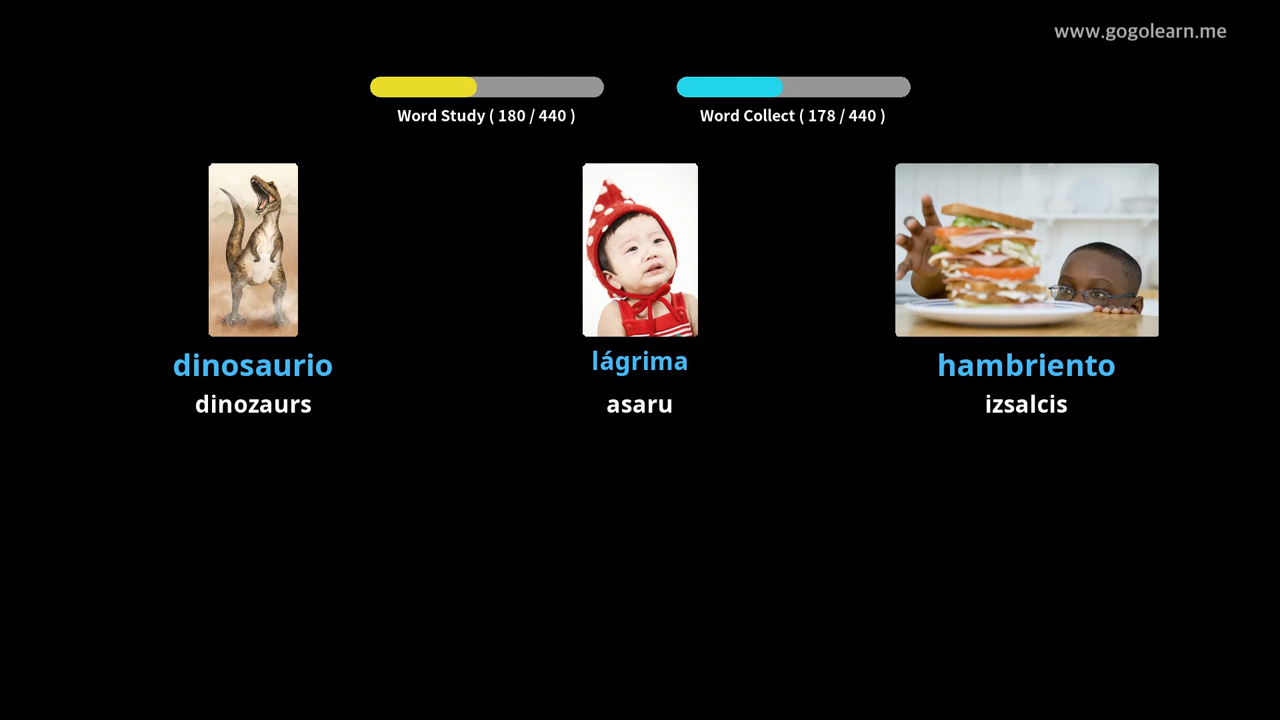 www.gogolearn.me
Word Study ( 180 / 440 )
Word Collect ( 178 / 440 )
dinosaurio
lágrima
hambriento
dinozaurs
asaru
izsalcis